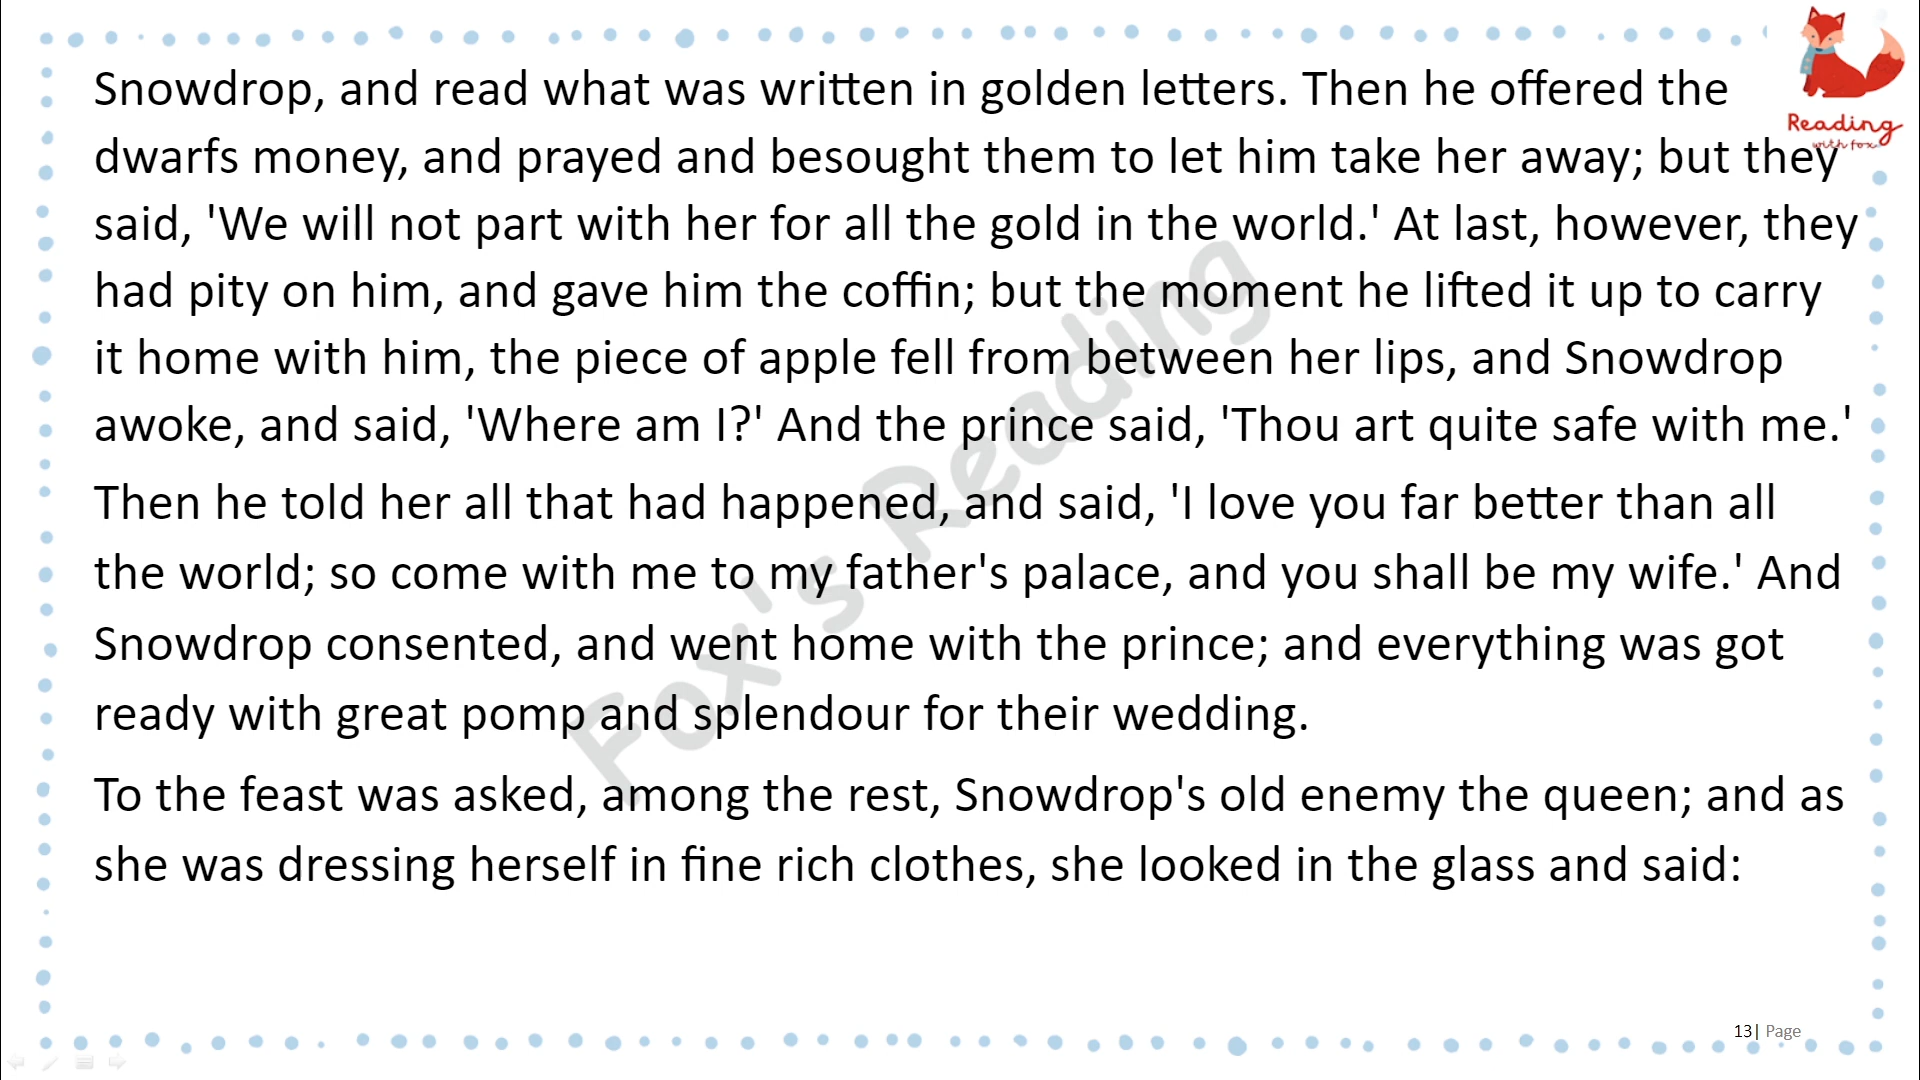 Snowdrop, and read what was written in golden letters. Then he offered the
dwarfs money, and prayed and besought them to let him take her away; but they
said, 'We will not part with her for all the gold in the world.' At last, however, they
had pity on him, and gave him the coffin; but the moment he lifted it up to carry
it home with him, the piece of apple fell from between her lips, and Snowdrop
awoke, and said, 'Where am I?' And the prince said, 'Thou art quite safe with me.'
Then he told her all that had happened, and said, 'I love you far better than all
the world; so come with me to my father's palace, and you shall be my wife.' And
Snowdrop consented, and went home with the prince; and everything was got
ready with great pomp and splendour for their wedding.
To the feast was asked, among the rest, Snowdrop's old enemy the queen; and as
she was dressing herself in fine rich clothes, she looked in the glass and said:
Reading
with fox
Fox's Reading
13| Page